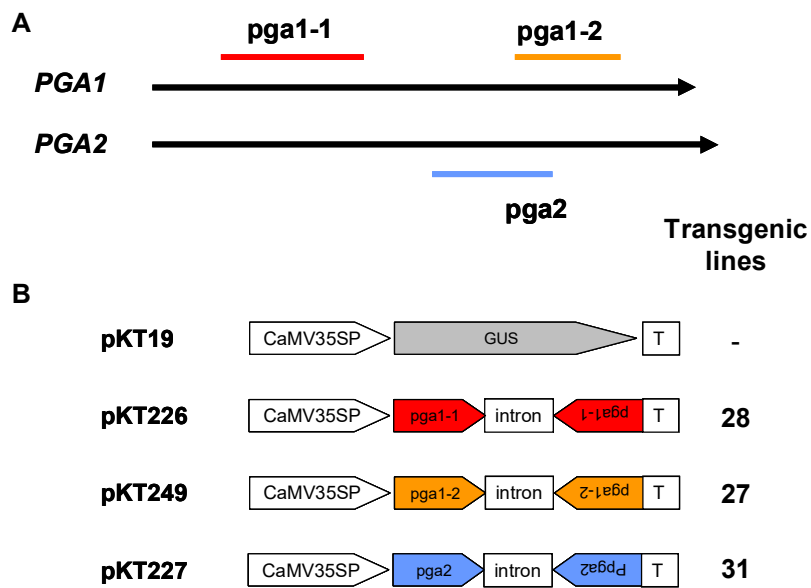 A
pga1-1 pga1-2
PGA1
PGA2
pga2
Transgenic
lines
B
pKT19 CaMV35SP GUS T -
pKT226 CaMV35SP pga1-1 intron pga1-1 T 28
pKT249 CaMV35SP pga1-2 intron pga1-2 T 27
pKT227 CaMV35SP pga2 intron Ppga2 T 31